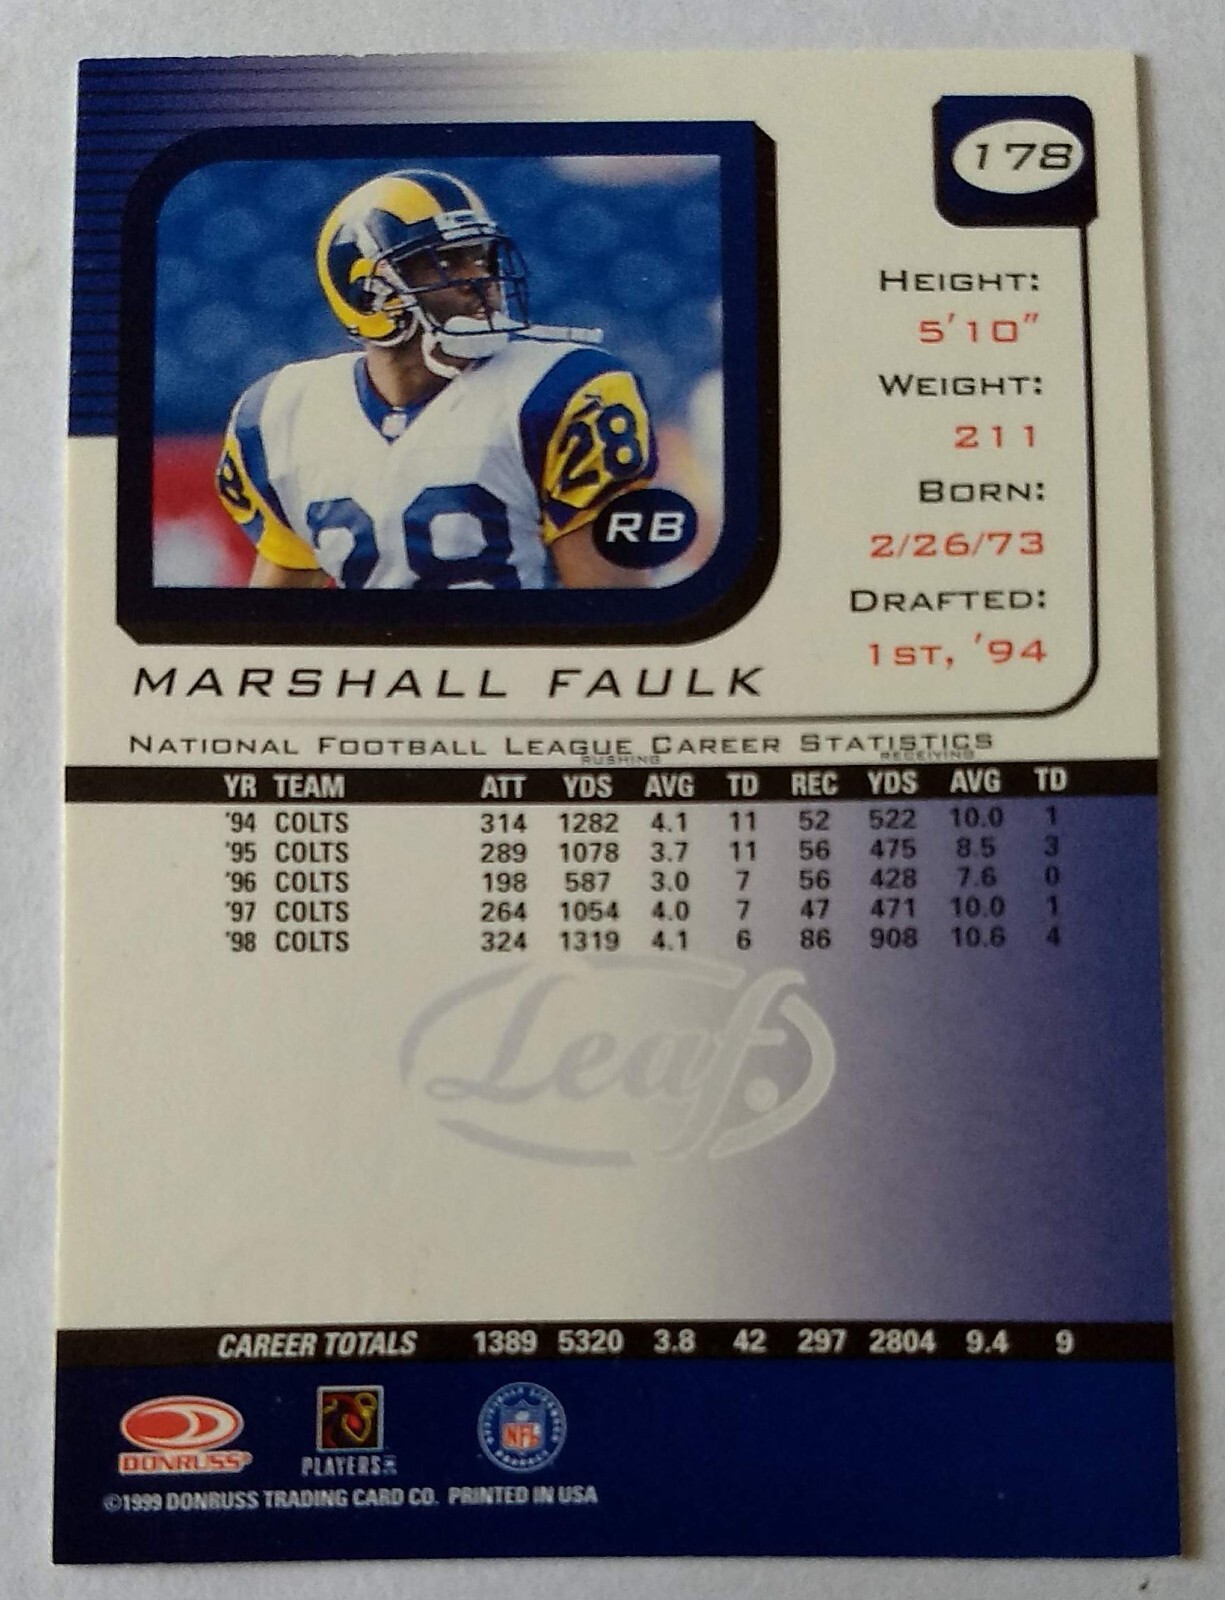 178
HEIGHT:
5'10"
WEIGHT:
211
BORN:
2/26/73
DRAFTED:
1ST, '94
28
28
RB
MARSHALL FAULK
NATIONAL FOOTBALL LEAGUE CAREER STATISTICS
RUSHING RECEIVING
YR TEAM ATT YDS AVG TD REC YDS AVG TD
'94 COLTS 314 1282 4.1 11 52 522 10.0 1
'95 COLTS 289 1078 3.7 11 56 475 8.5 3
'96 COLTS 198 587 3.0 7 56 428 7.6 0
'97 COLTS 264 1054 4.0 7 47 471 10.0 1
'98 COLTS 324 1319 4.1 6 86 908 10.6 4
Leaf
CAREER TOTALS 1389 5320 3.8 42 297 2804 9.4 9
DONRUSS® PLAYERS NFL
©1999 DONRUSS TRADING CARD CO. PRINTED IN USA